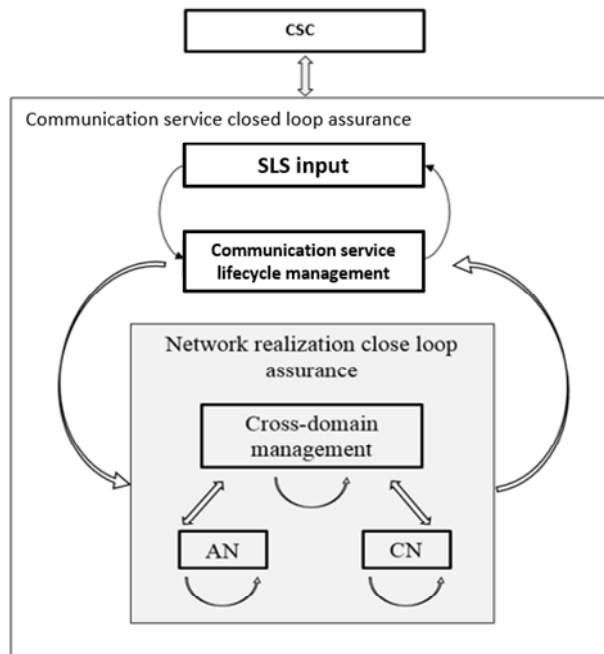 CSC
Communication service closed loop assurance
SLS input
Communication service
lifecycle management
Network realization close loop
assurance
Cross-domain
management
AN
CN